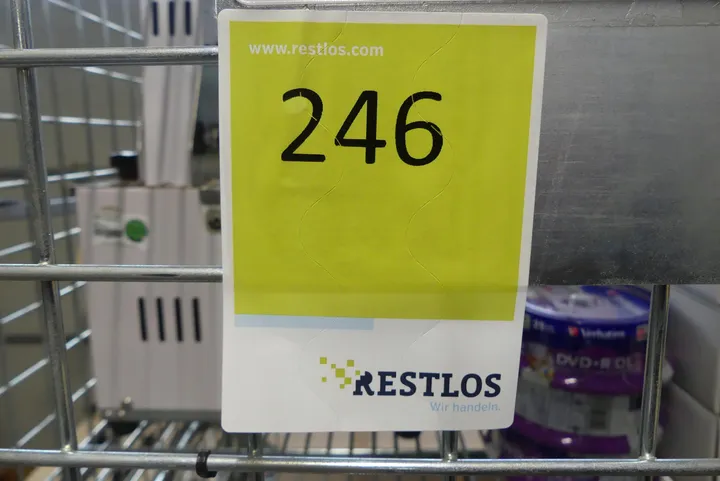 www.restlos.com
246
RESTLOS
Wir handeln.
Verbatim
DVD+R DL